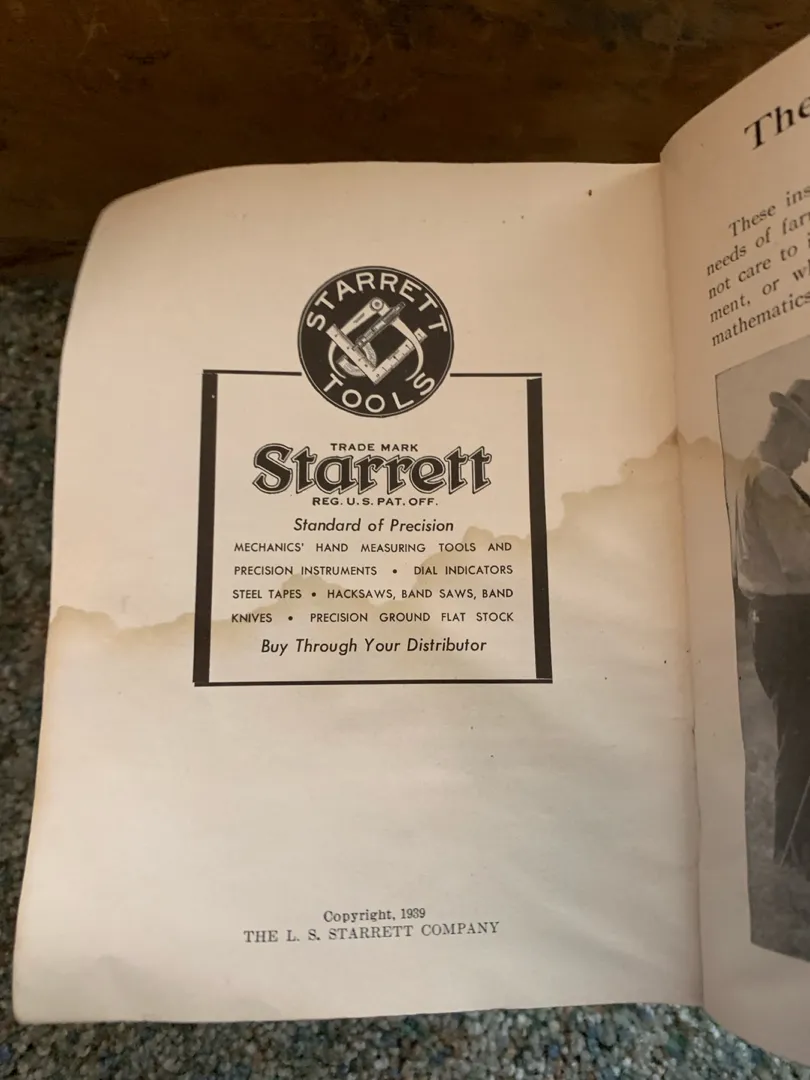 STARRETT
TOOLS
TRADE MARK
Starrett
REG. U. S. PAT. OFF.
Standard of Precision
MECHANICS' HAND MEASURING TOOLS AND
PRECISION INSTRUMENTS • DIAL INDICATORS
STEEL TAPES • HACKSAWS, BAND SAWS, BAND
KNIVES • PRECISION GROUND FLAT STOCK
Buy Through Your Distributor
Copyright, 1939
THE L. S. STARRETT COMPANY
The
These
needs of
not care to
ment, or
mathematics